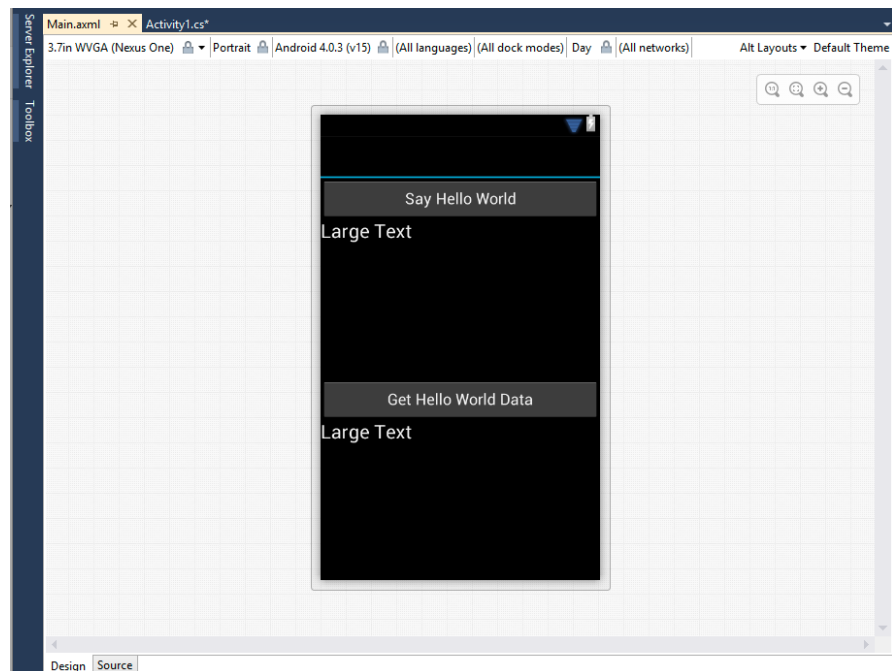 Server Explorer
Toolbox
Main.axml Activity1.cs*
3.7in WVGA (Nexus One) Portrait Android 4.0.3 (v15) (All languages) (All dock modes) Day (All networks) Alt Layouts Default Theme
Say Hello World
Large Text
Get Hello World Data
Large Text
Design Source